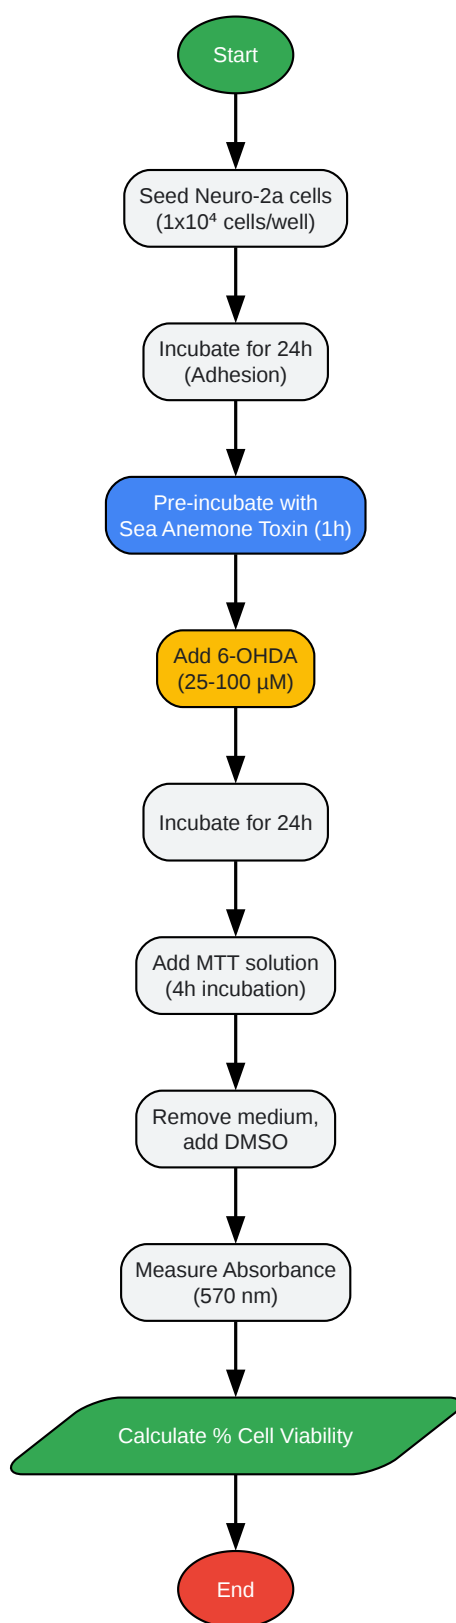 Start
Seed Neuro-2a cells
(1x10⁴ cells/well)
Incubate for 24h
(Adhesion)
Pre-incubate with
Sea Anemone Toxin (1h)
Add 6-OHDA
(25-100 µM)
Incubate for 24h
Add MTT solution
(4h incubation)
Remove medium,
add DMSO
Measure Absorbance
(570 nm)
Calculate % Cell Viability
End